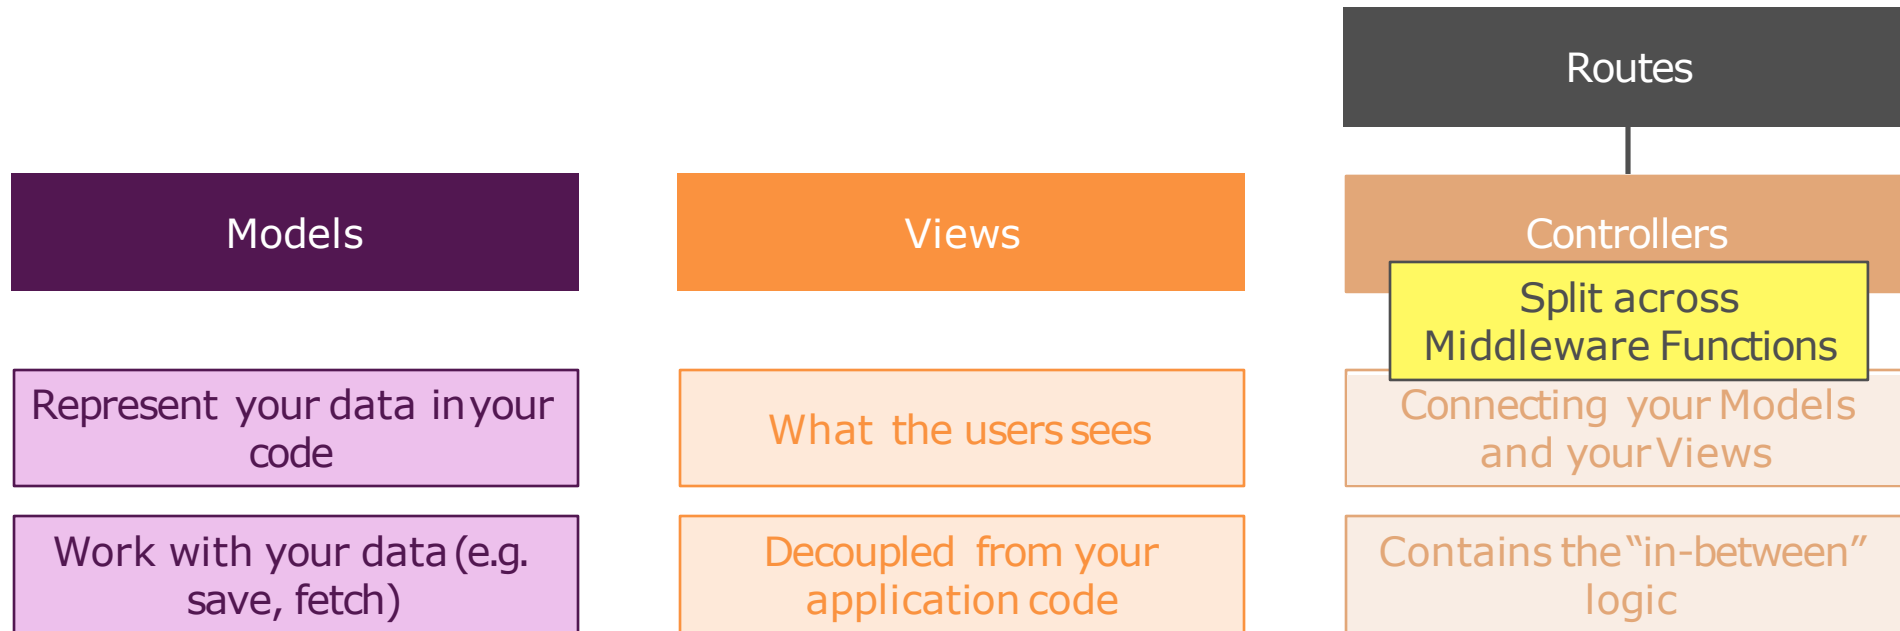 Routes
Models
Views
Controllers
Split across
Middleware Functions
Represent your data in your
code
What the users sees
Connecting your Models
and your Views
Work with your data (e.g.
save, fetch)
Decoupled from your
application code
Contains the “in-between”
logic